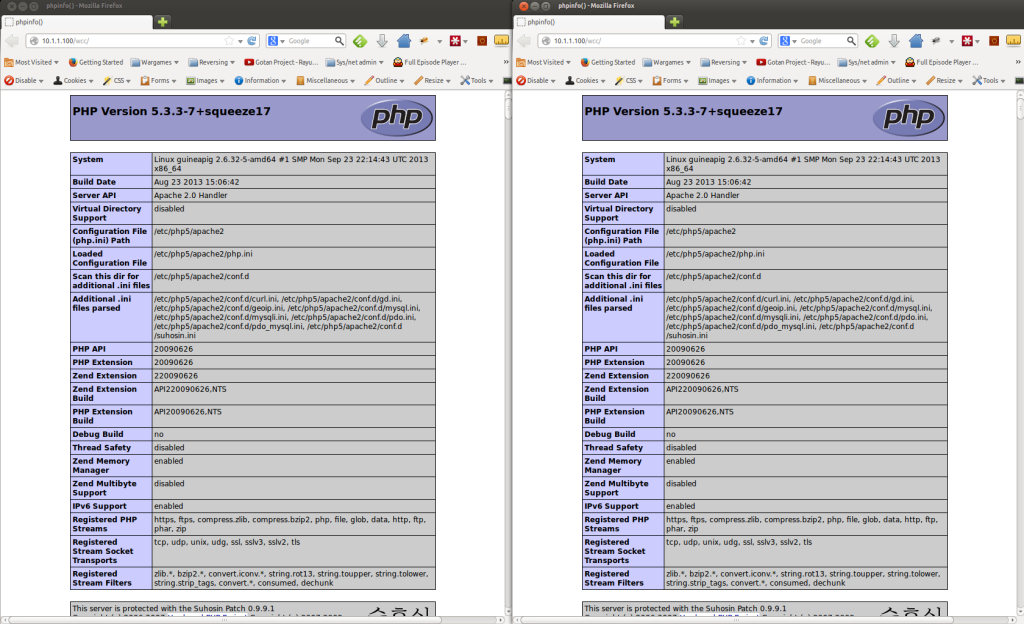 phpinfo() - Mozilla Firefox
phpinfo()
10.1.1.100/wcc/
Google
Most Visited Getting Started Wargames Reversing Gotan Project - Rayu... Sys/net admin Full Episode Player ...
Disable Cookies CSS Forms Images Information Miscellaneous Outline Resize Tools
PHP Version 5.3.3-7+squeeze17
php
System Linux guineapig 2.6.32-5-amd64 #1 SMP Mon Sep 23 22:14:43 UTC 2013
x86_64
Build Date Aug 23 2013 15:06:42
Server API Apache 2.0 Handler
Virtual Directory disabled
Support
Configuration File /etc/php5/apache2
(php.ini) Path
Loaded /etc/php5/apache2/php.ini
Configuration File
Scan this dir for /etc/php5/apache2/conf.d
additional .ini files
Additional .ini /etc/php5/apache2/conf.d/curl.ini, /etc/php5/apache2/conf.d/gd.ini,
files parsed /etc/php5/apache2/conf.d/geoip.ini, /etc/php5/apache2/conf.d/mysql.ini,
/etc/php5/apache2/conf.d/mysqli.ini, /etc/php5/apache2/conf.d/pdo.ini,
/etc/php5/apache2/conf.d/pdo_mysql.ini, /etc/php5/apache2/conf.d
/suhosin.ini
PHP API 20090626
PHP Extension 20090626
Zend Extension 220090626
Zend Extension API220090626,NTS
Build
PHP Extension API20090626,NTS
Build
Debug Build no
Thread Safety disabled
Zend Memory enabled
Manager
Zend Multibyte disabled
Support
IPv6 Support enabled
Registered PHP https, ftps, compress.zlib, compress.bzip2, php, file, glob, data, http, ftp,
Streams phar, zip
Registered tcp, udp, unix, udg, ssl, sslv3, sslv2, tls
Stream Socket
Transports
Registered zlib.*, bzip2.*, convert.iconv.*, string.rot13, string.toupper, string.tolower,
Stream Filters string.strip_tags, convert.*, consumed, dechunk
This server is protected with the Suhosin Patch 0.9.9.1
phpinfo() - Mozilla Firefox
phpinfo()
10.1.1.100/wcc/
Google
Most Visited Getting Started Wargames Reversing Gotan Project - Rayu... Sys/net admin Full Episode Player ...
Disable Cookies CSS Forms Images Information Miscellaneous Outline Resize Tools
PHP Version 5.3.3-7+squeeze17
php
System Linux guineapig 2.6.32-5-amd64 #1 SMP Mon Sep 23 22:14:43 UTC 2013
x86_64
Build Date Aug 23 2013 15:06:42
Server API Apache 2.0 Handler
Virtual Directory disabled
Support
Configuration File /etc/php5/apache2
(php.ini) Path
Loaded /etc/php5/apache2/php.ini
Configuration File
Scan this dir for /etc/php5/apache2/conf.d
additional .ini files
Additional .ini /etc/php5/apache2/conf.d/curl.ini, /etc/php5/apache2/conf.d/gd.ini,
files parsed /etc/php5/apache2/conf.d/geoip.ini, /etc/php5/apache2/conf.d/mysql.ini,
/etc/php5/apache2/conf.d/mysqli.ini, /etc/php5/apache2/conf.d/pdo.ini,
/etc/php5/apache2/conf.d/pdo_mysql.ini, /etc/php5/apache2/conf.d
/suhosin.ini
PHP API 20090626
PHP Extension 20090626
Zend Extension 220090626
Zend Extension API220090626,NTS
Build
PHP Extension API20090626,NTS
Build
Debug Build no
Thread Safety disabled
Zend Memory enabled
Manager
Zend Multibyte disabled
Support
IPv6 Support enabled
Registered PHP https, ftps, compress.zlib, compress.bzip2, php, file, glob, data, http, ftp,
Streams phar, zip
Registered tcp, udp, unix, udg, ssl, sslv3, sslv2, tls
Stream Socket
Transports
Registered zlib.*, bzip2.*, convert.iconv.*, string.rot13, string.toupper, string.tolower,
Stream Filters string.strip_tags, convert.*, consumed, dechunk
This server is protected with the Suhosin Patch 0.9.9.1